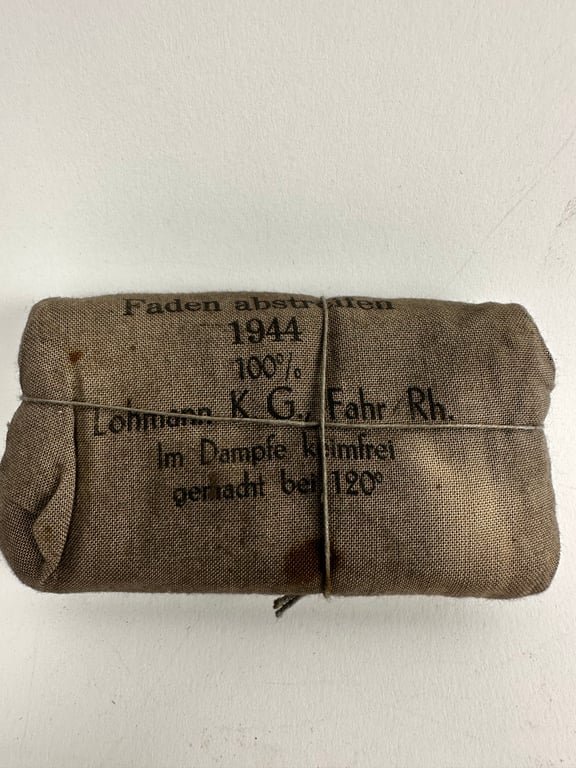 Faden abstreifen
1944
100%
Lohmann K G., Fahr/Rh.
Im Dampfe keimfrei
gemacht bei 120°